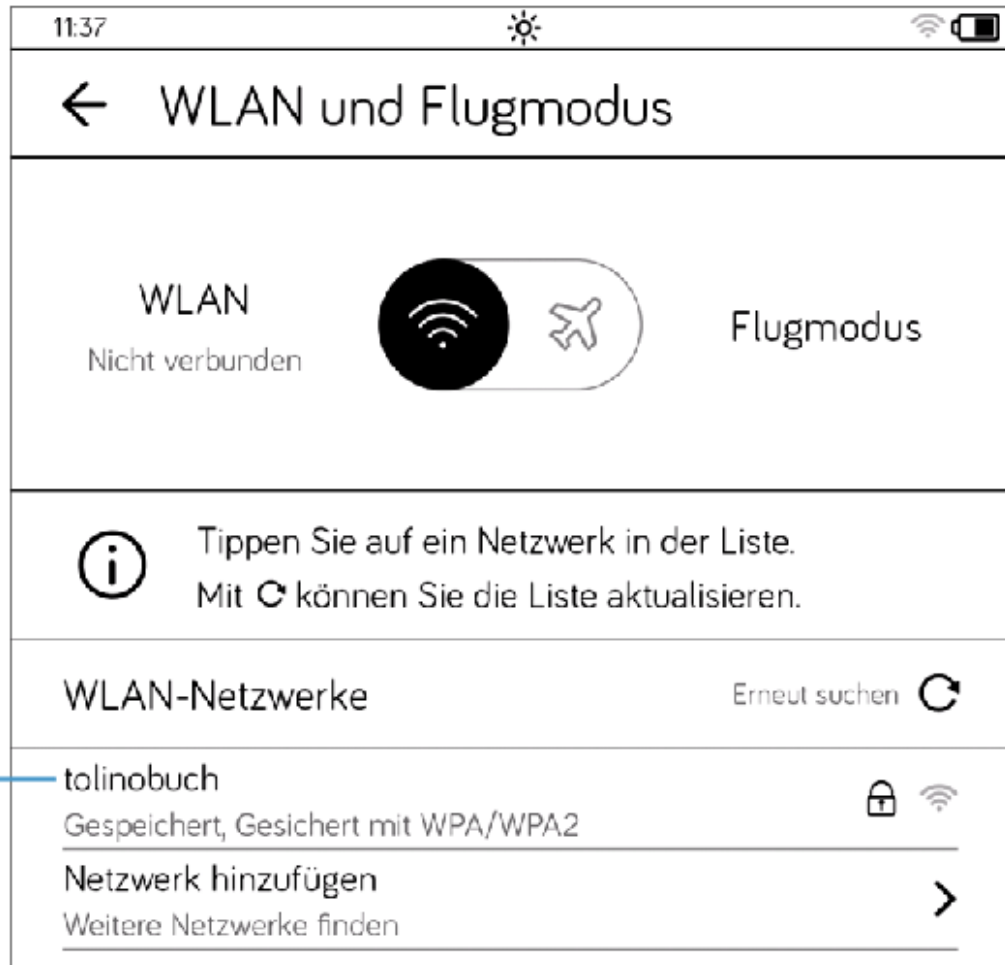 11:37
WLAN und Flugmodus
WLAN
Nicht verbunden
Flugmodus
Tippen Sie auf ein Netzwerk in der Liste.
Mit können Sie die Liste aktualisieren.
WLAN-Netzwerke
Erneut suchen
tolinobuch
Gespeichert, Gesichert mit WPA/WPA2
Netzwerk hinzufügen
Weitere Netzwerke finden